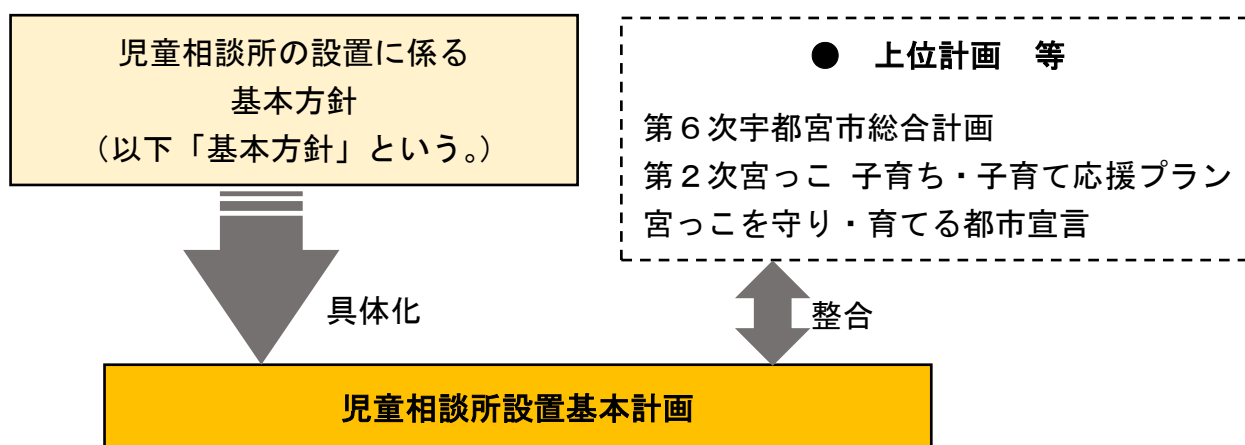 児童相談所の設置に係る
基本方針
（以下「基本方針」という。）
● 上位計画 等
第６次宇都宮市総合計画
第２次宮っこ 子育ち・子育て応援プラン
宮っこを守り・育てる都市宣言
具体化
整合
児童相談所設置基本計画